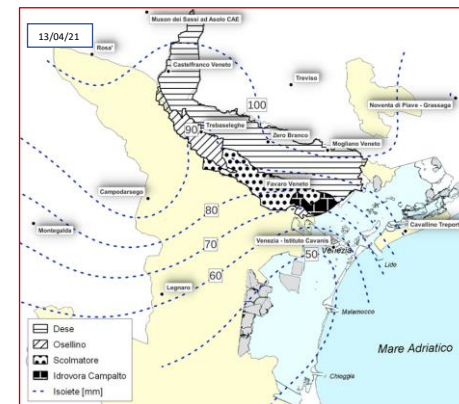 13/04/21
Muson dei Sassi ad Asolo CAE
Rosa'
Castelfranco Veneto
Treviso
100
Noventa di Piave - Grassaga
90
Trebaseleghe
Zero Branco
Mogliano Veneto
Favaro Veneto
Campodarsego
80
Montegalda
70
Cavallino Treporti
Venezia - Istituto Cavanis
Venezia
60
50
Lido
Legnaro
Malamocco
Mare Adriatico
Chioggia
Dese
Osellino
Scolmatore
Idrovora Campalto
Isoiete [mm]